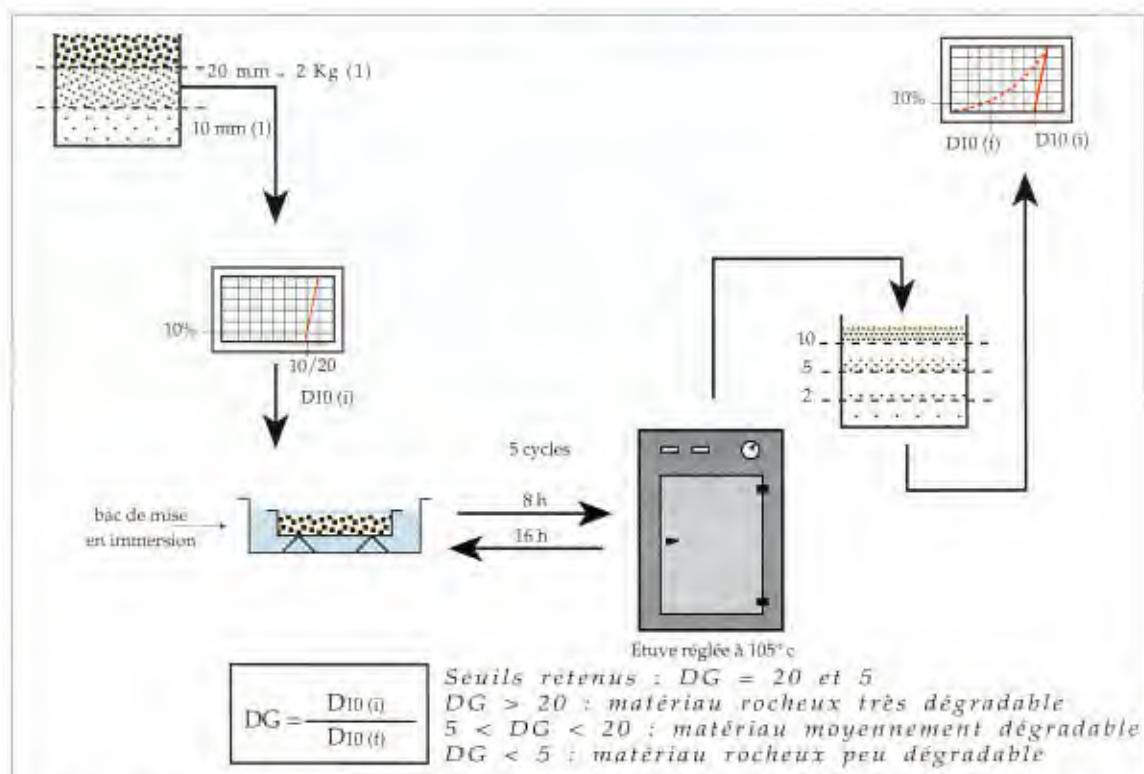 20 mm - 2 Kg (1)
10 mm (1)
10%
10/20
D10 (i)
bac de mise
en immersion
5 cycles
8 h
16 h
Etuve réglée à 105° c
10
5
2
10%
D10 (f) D10 (i)
DG = D10 (i)
D10 (f)
Seuils rétenus : DG = 20 et 5
DG > 20 : matériau rocheux très dégradable
5 < DG < 20 : matériau moyennement dégradable
DG < 5 : matériau rocheux peu dégradable